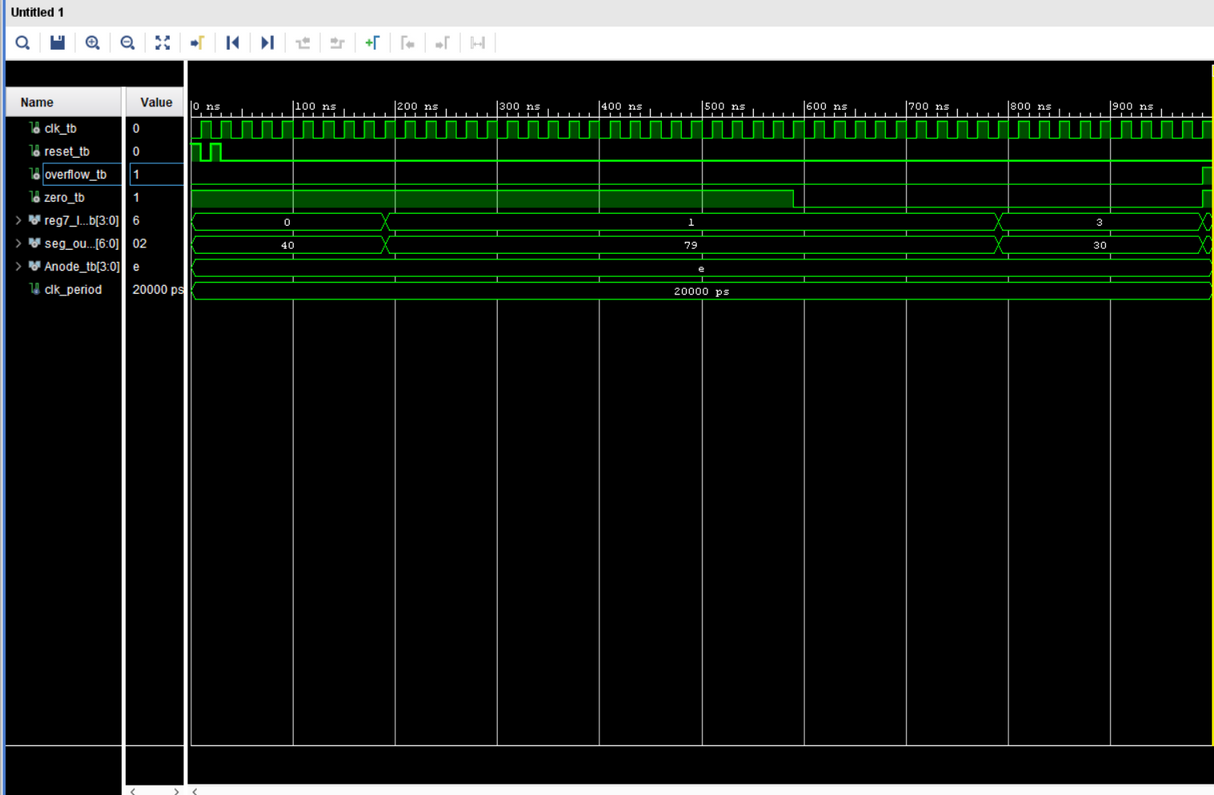 Untitled 1
Name Value 0 ns 100 ns 200 ns 300 ns 400 ns 500 ns 600 ns 700 ns 800 ns 900 ns
clk_tb 0
reset_tb 0
overflow_tb 1
zero_tb 1
reg7_l...b[3:0] 6 0 1 3
seg_ou...[6:0] 02 40 79 30
Anode_tb[3:0] e e
clk_period 20000 ps 20000 ps